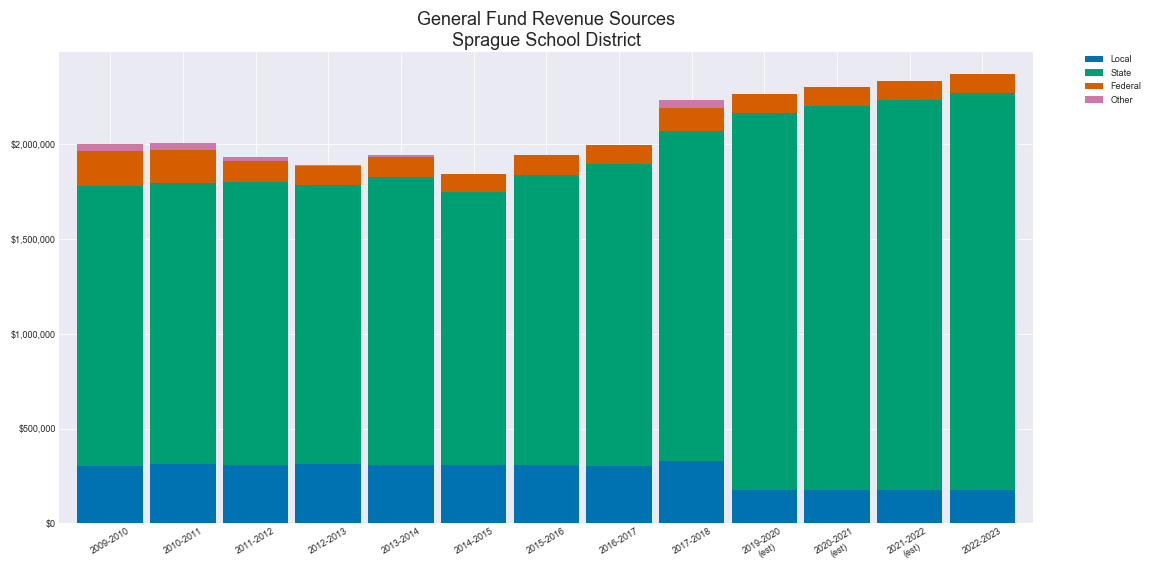 General Fund Revenue Sources
Sprague School District
Local
State
Federal
Other
$2,000,000
$1,500,000
$1,000,000
$500,000
$0
2009-2010
2010-2011
2011-2012
2012-2013
2013-2014
2014-2015
2015-2016
2016-2017
2017-2018
2019-2020
(est)
2020-2021
(est)
2021-2022
(est)
2022-2023